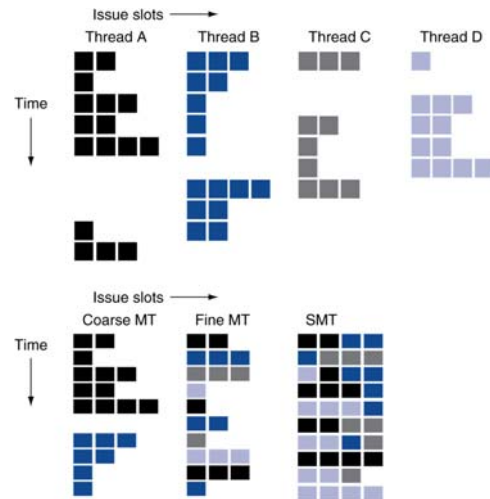 Issue slots
Thread A Thread B Thread C Thread D
Time
Issue slots
Coarse MT Fine MT SMT
Time